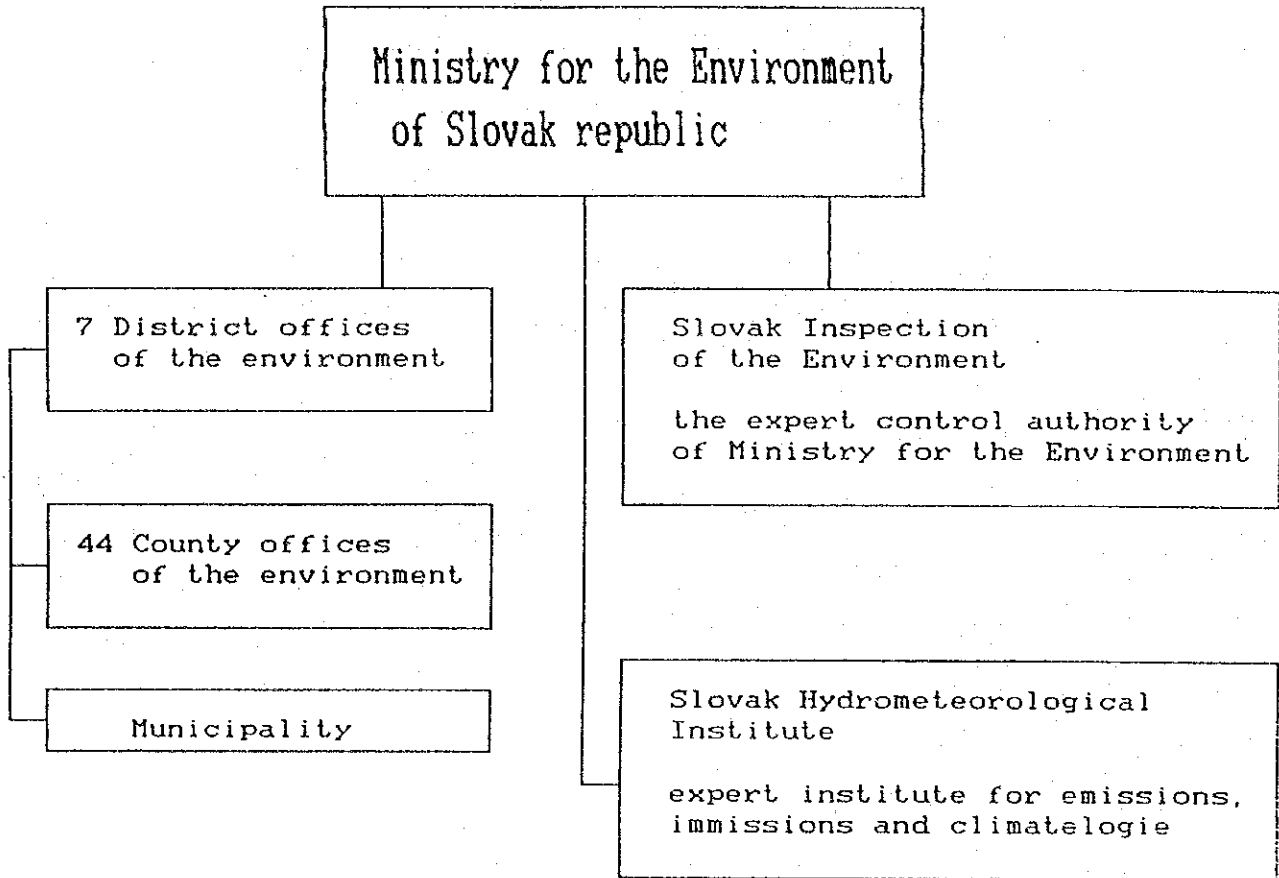 Ministry for the Environment
of Slovak republic
7 District offices
of the environment
44 County offices
of the environment
Municipality
Slovak Inspection
of the Environment
the expert control authority
of Ministry for the Environment
Slovak Hydrometeorological
Institute
expert institute for emissions,
immissions and climatelogie